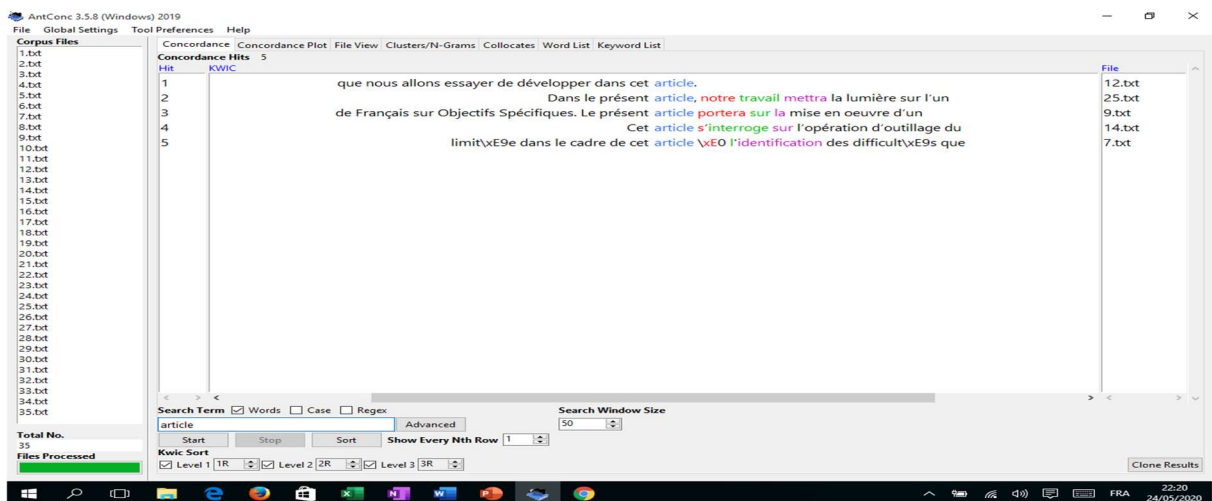 AntConc 3.5.8 (Windows) 2019
File Global Settings Tool Preferences Help
Corpus Files
1.txt
2.txt
3.txt
4.txt
5.txt
6.txt
7.txt
8.txt
9.txt
10.txt
11.txt
12.txt
13.txt
14.txt
15.txt
16.txt
17.txt
18.txt
19.txt
20.txt
21.txt
22.txt
23.txt
24.txt
25.txt
26.txt
27.txt
28.txt
29.txt
30.txt
31.txt
32.txt
33.txt
34.txt
35.txt
Total No.
35
Files Processed
Concordance Concordance Plot File View Clusters/N-Grams Collocates Word List Keyword List
Concordance Hits 5
Hit KWIC File
1 que nous allons essayer de développer dans cet article. 12.txt
2 Dans le présent article, notre travail mettra la lumière sur l'un 25.txt
3 de Français sur Objectifs Spécifiques. Le présent article portera sur la mise en oeuvre d'un 9.txt
4 Cet article s'interroge sur l'opération d'outillage du 14.txt
5 limit\xE9e dans le cadre de cet article \xE0 l'identification des difficult\xE9s que 7.txt
Search Term Words Case Regex Search Window Size
article Advanced 50
Start Stop Sort Show Every Nth Row 1
Kwic Sort
Level 1 1R Level 2 2R Level 3 3R Clone Results
FRA 22:20
24/05/2020